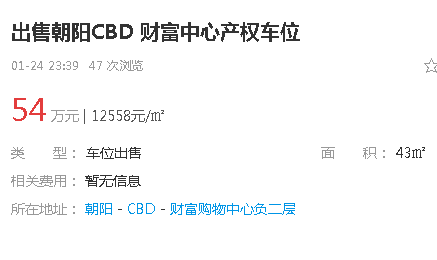 出售朝阳CBD 财富中心产权车位
01-24 23:39 47 次浏览
54 万元 | 12558元/㎡
类 型： 车位出售 面 积： 43㎡
相关费用： 暂无信息
所在地址： 朝阳 - CBD - 财富购物中心负二层